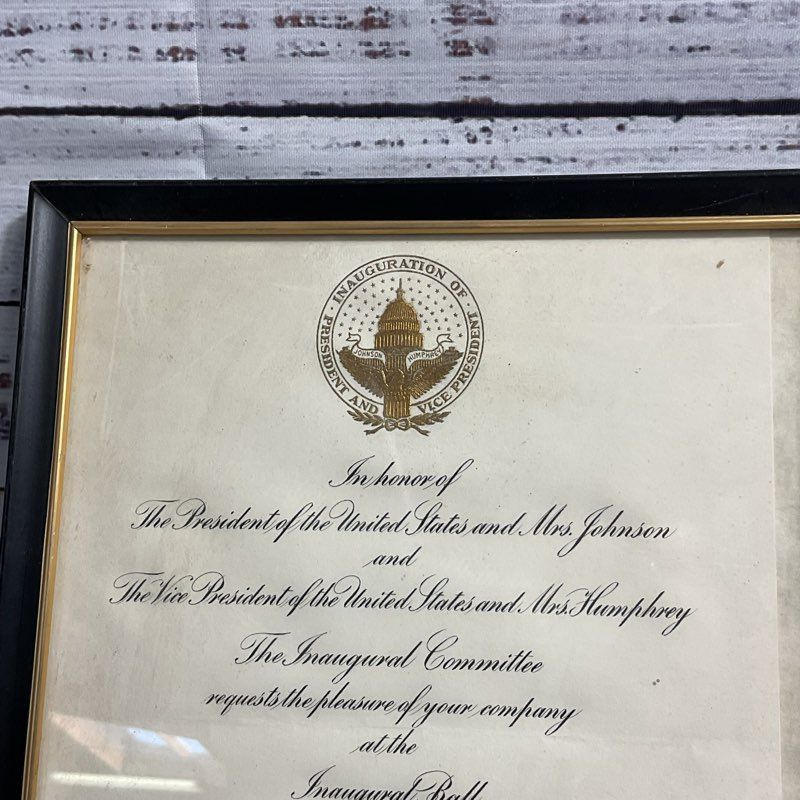 INAUGURATION OF
PRESIDENT AND VICE PRESIDENT
JOHNSON HUMPHREY
In honor of
The President of the United States and Mrs. Johnson
and
The Vice President of the United States and Mrs. Humphrey
The Inaugural Committee
requests the pleasure of your company
at the
Inaugural Ball